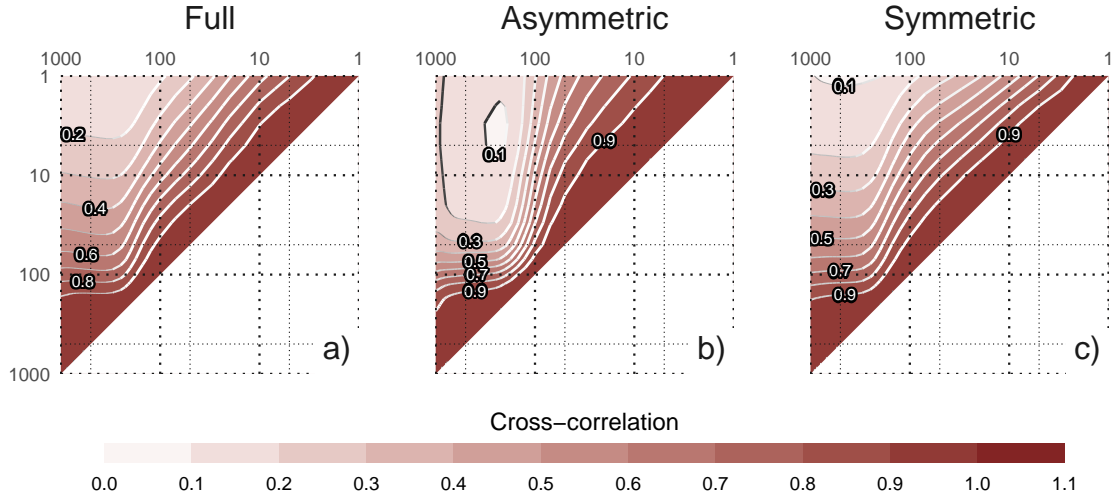 Full Asymmetric Symmetric
1000 100 10 1 1000 100 10 1 1000 100 10 1
1
0.1
0.2 0.1 0.9 0.9
10
0.3
0.4
0.3 0.5
0.6 0.5
0.7 0.7
100
0.8 0.9 0.9
a) b) c)
1000
Cross−correlation
0.0 0.1 0.2 0.3 0.4 0.5 0.6 0.7 0.8 0.9 1.0 1.1